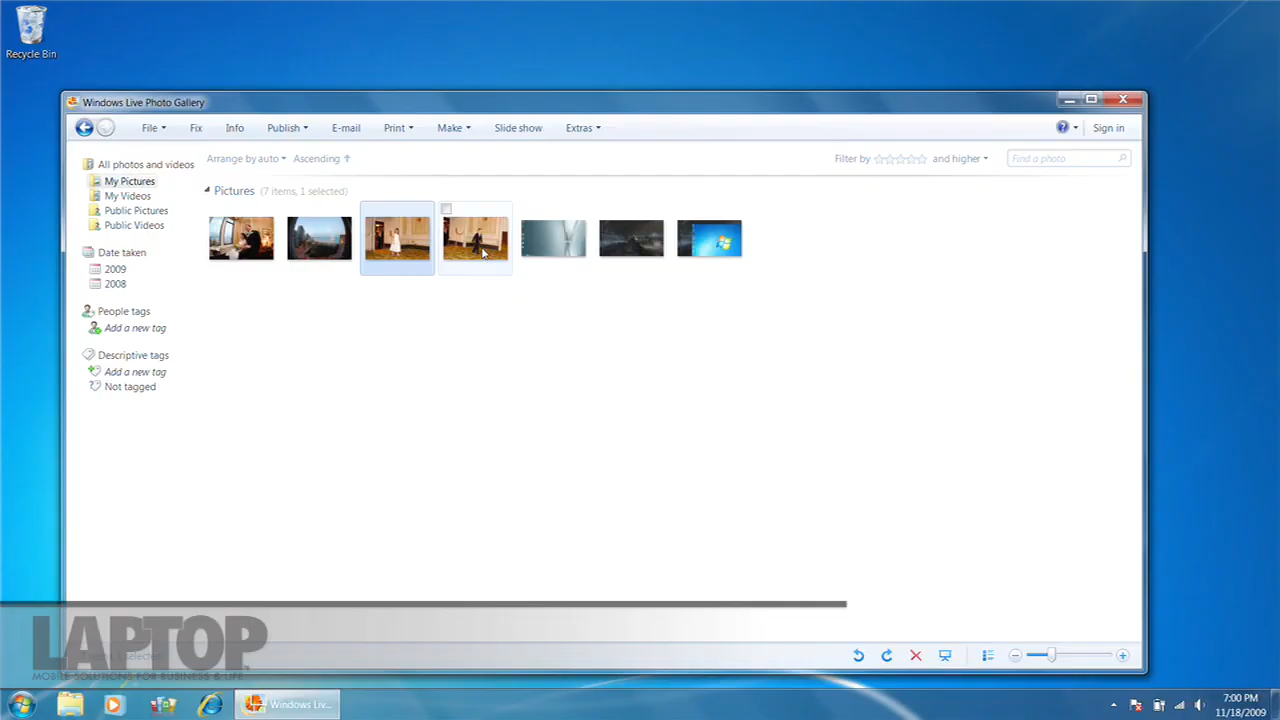 Recycle Bin
Windows Live Photo Gallery
File Fix Info Publish E-mail Print Make Slide show Extras Sign in
All photos and videos
My Pictures
My Videos
Public Pictures
Public Videos
Date taken
2009
2008
People tags
Add a new tag
Descriptive tags
Add a new tag
Not tagged
Arrange by auto Ascending Filter by and higher Find a photo
Pictures (7 items, 1 selected)
LAPTOP
MOBILE SOLUTIONS FOR BUSINESS & LIFE
Windows Liv...
7:00 PM
11/18/2009